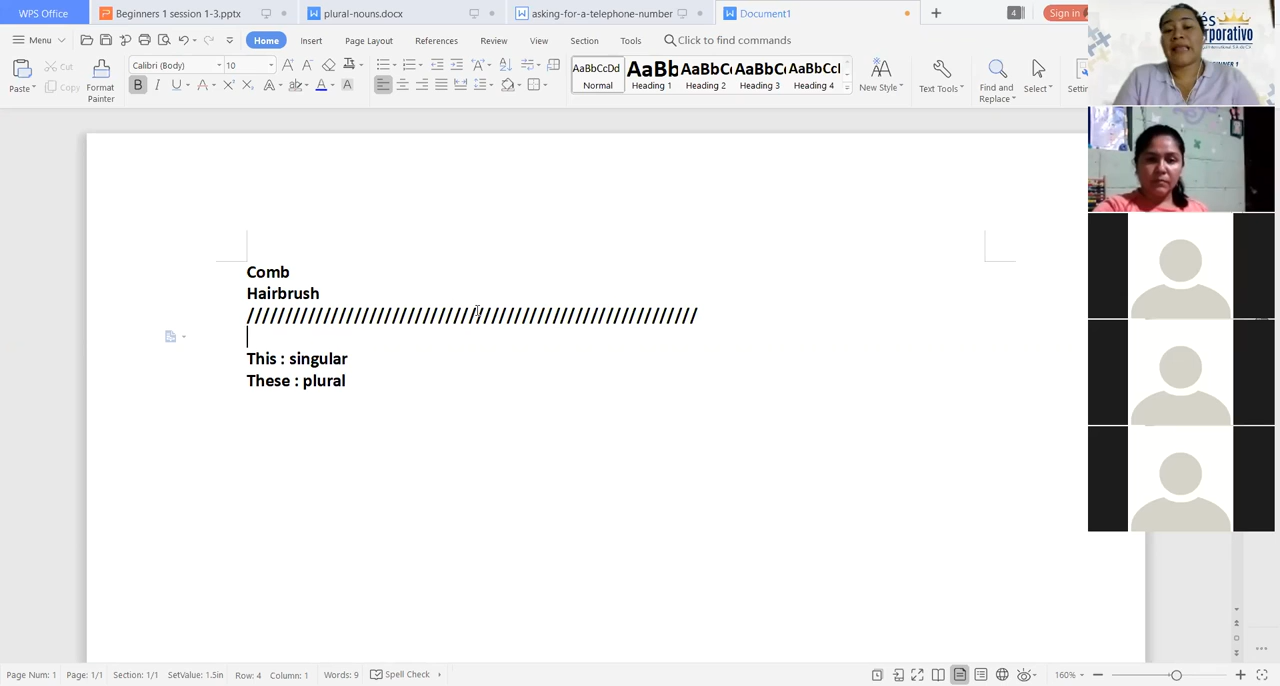 WPS Office
Beginners 1 session 1-3.pptx
plural-nouns.docx
asking-for-a-telephone-number
Document1
4
Sign in
Menu
Home
Insert
Page Layout
References
Review
View
Section
Tools
Click to find commands
Paste
Cut
Copy
Format
Painter
Calibri (Body)
10
AaBbCcDd
Normal
Heading 1
Heading 2
Heading 3
Heading 4
New Style
Text Tools
Find and
Replace
Select
BEGINNER 1
Comb
Hairbrush
///////////////////////////////////////////////////////////
This : singular
These : plural
Page Num: 1
Page: 1/1
Section: 1/1
SetValue: 1.5in
Row: 4
Column: 1
Words: 9
Spell Check
160%